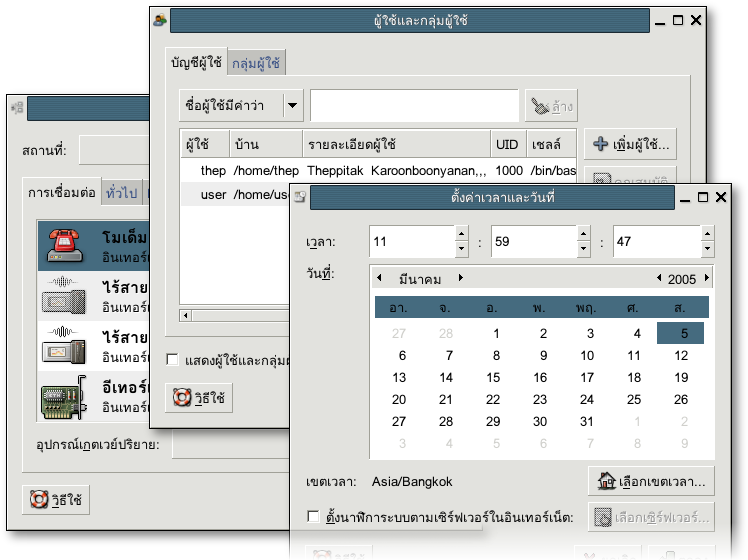 ผู้ใช้และกลุ่มผู้ใช้
บัญชีผู้ใช้ กลุ่มผู้ใช้
ชื่อผู้ใช้มีค่าว่า ล้าง
ผู้ใช้ บ้าน รายละเอียดผู้ใช้ UID เชลล์
เพิ่มผู้ใช้...
thep /home/thep Theppitak Karoonboonyanan,,, 1000 /bin/bas
คุณสมบัติ
user /home/use
แสดงผู้ใช้และกลุ่มผ
วิธีใช้
สถานที่:
การเชื่อมต่อ ทั่วไป
โมเด็ม
อินเทอร์เ
ไร้สาย
อินเทอร์เ
ไร้สาย
อินเทอร์เ
อีเทอร์เ
อินเทอร์เ
อุปกรณ์เกตเวย์ปริยาย:
วิธีใช้
ตั้งค่าเวลาและวันที่
เวลา: 11 : 59 : 47
วันที่: มีนาคม 2005
อา. จ. อ. พ. พฤ. ศ. ส.
27 28 1 2 3 4 5
6 7 8 9 10 11 12
13 14 15 16 17 18 19
20 21 22 23 24 25 26
27 28 29 30 31 1 2
3 4 5 6 7 8 9
เขตเวลา: Asia/Bangkok เลือกเขตเวลา...
ตั้งนาฬิการะบบตามเซิร์ฟเวอร์ในอินเทอร์เน็ต: เลือกเซิร์ฟเวอร์...